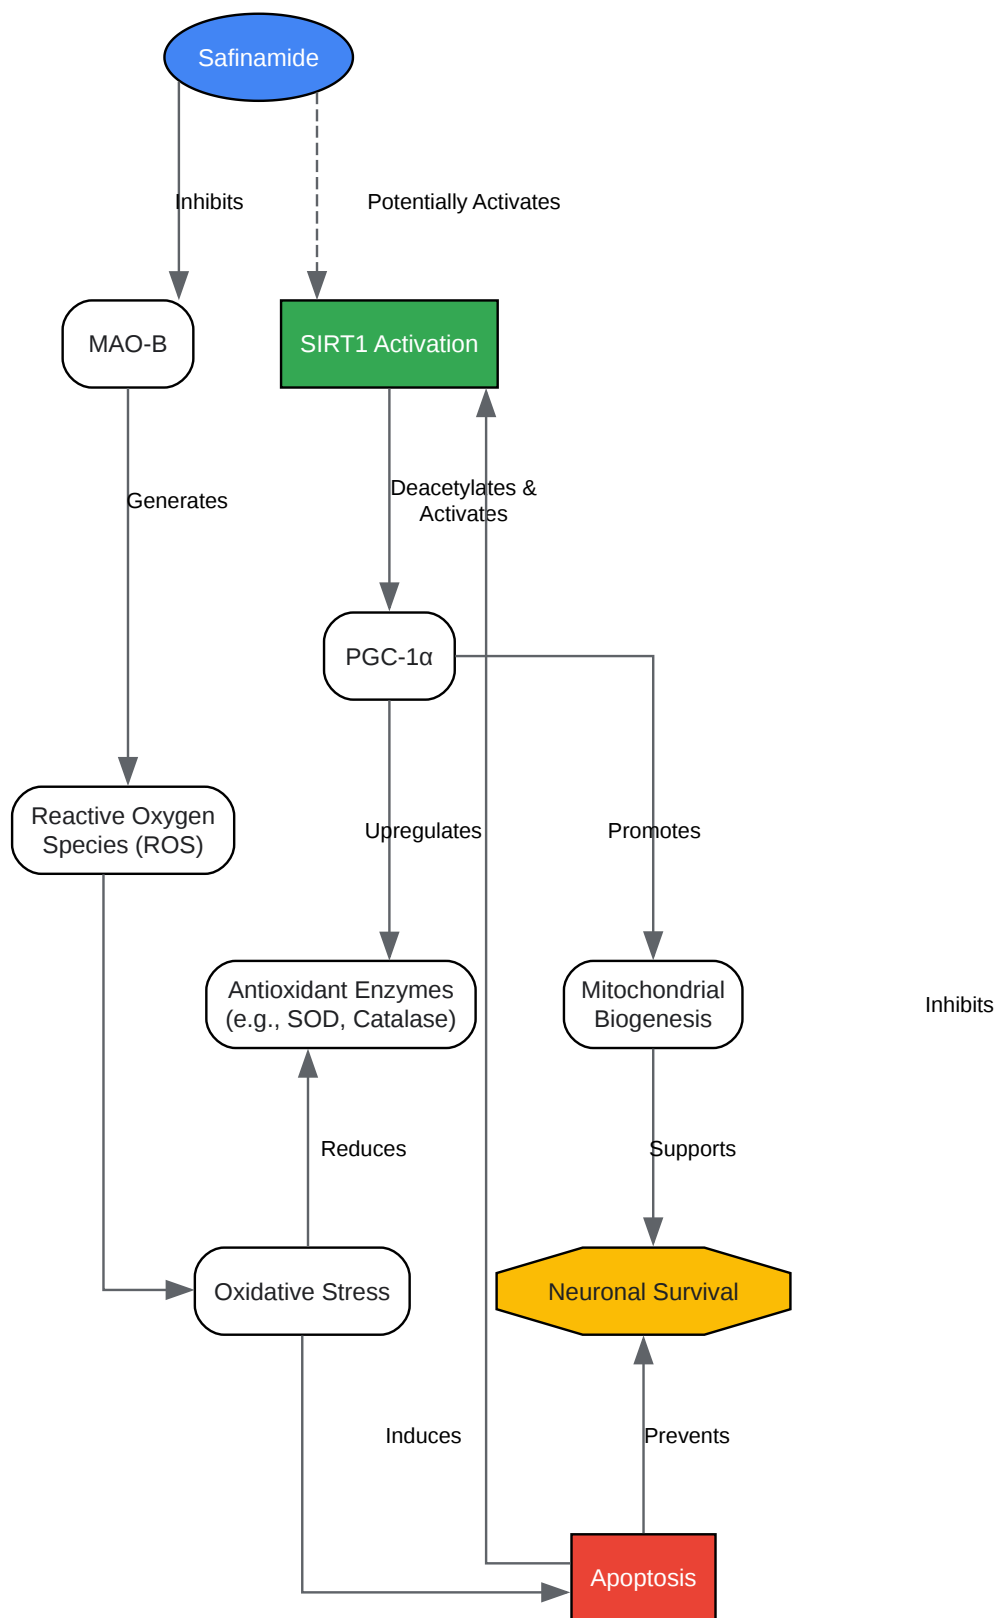 Safinamide
Inhibits
Potentially Activates
MAO-B
SIRT1 Activation
Generates
Deacetylates &
Activates
PGC-1α
Reactive Oxygen
Species (ROS)
Upregulates
Promotes
Antioxidant Enzymes
(e.g., SOD, Catalase)
Mitochondrial
Biogenesis
Inhibits
Reduces
Supports
Oxidative Stress
Neuronal Survival
Induces
Prevents
Apoptosis